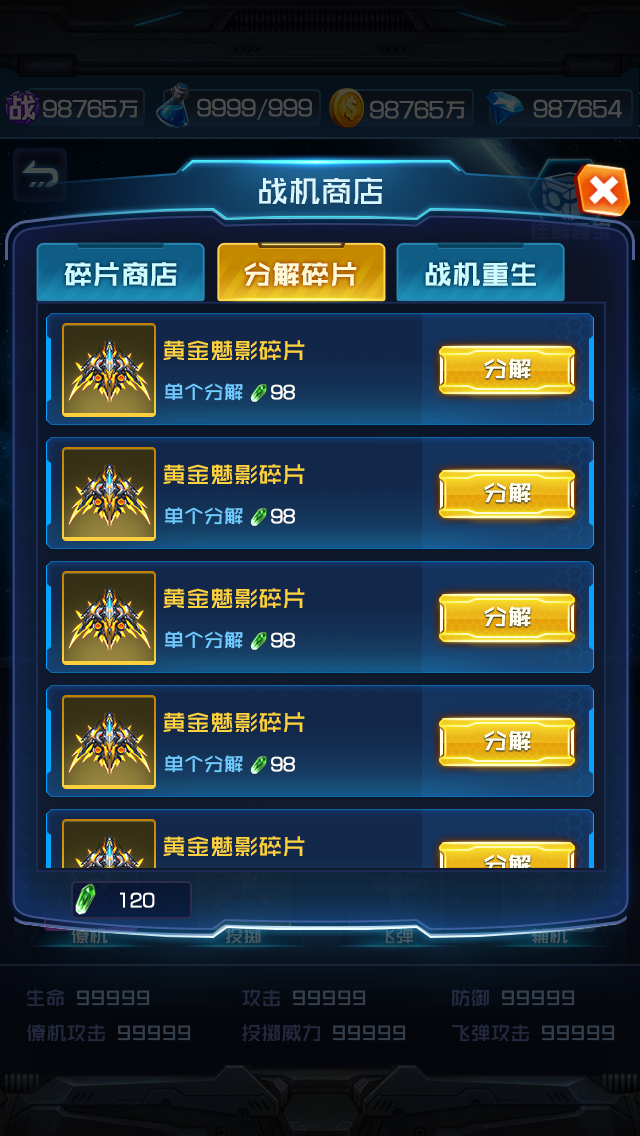 战 98765万 9999/999 98765万 987654
战机商店
碎片商店 分解碎片 战机重生
黄金魅影碎片
单个分解 98
分解
黄金魅影碎片
单个分解 98
分解
黄金魅影碎片
单个分解 98
分解
黄金魅影碎片
单个分解 98
分解
黄金魅影碎片
分解
120
僚机 投掷 飞弹 辅机
生命 99999 攻击 99999 防御 99999
僚机攻击 99999 投掷威力 99999 飞弹攻击 99999